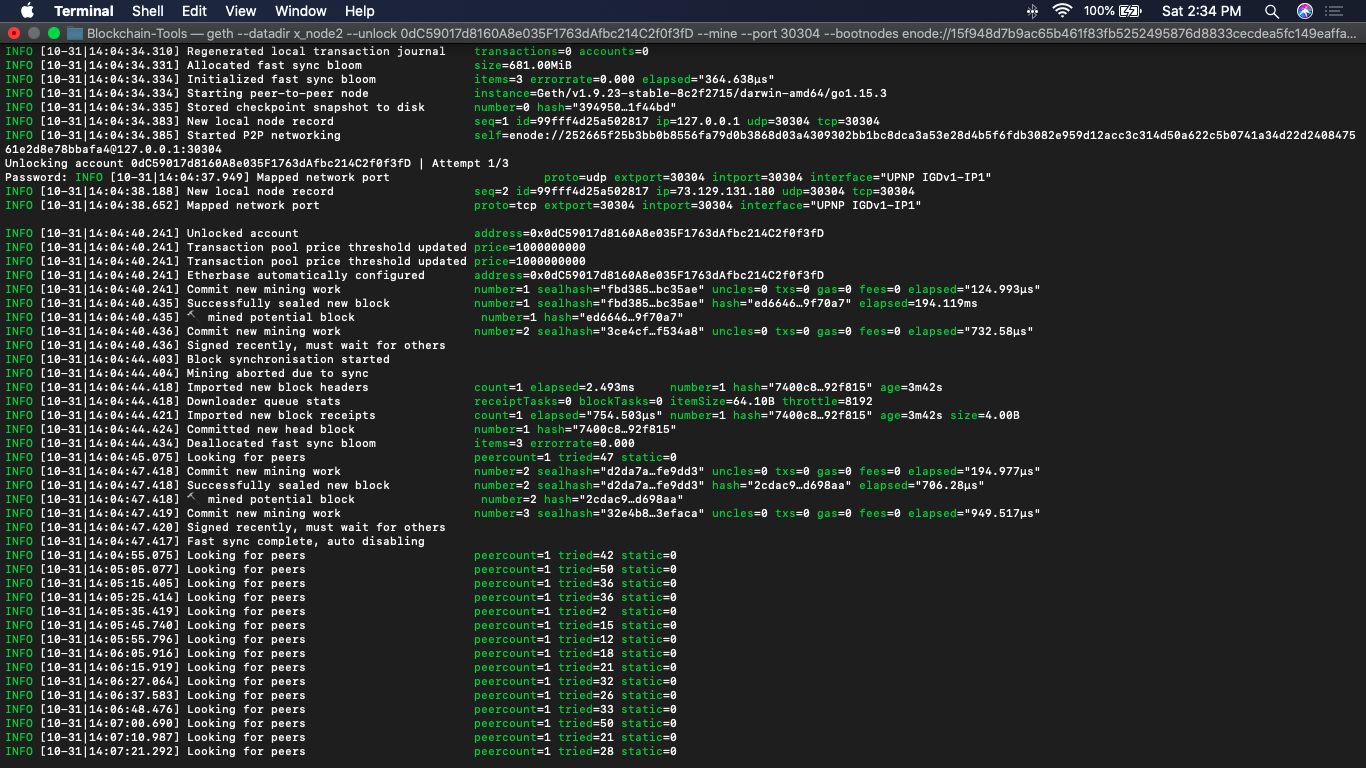 Terminal Shell Edit View Window Help 100% Sat 2:34 PM
Blockchain-Tools — geth --datadir x_node2 --unlock 0dC59017d8160A8e035F1763dAfbc214C2f0f3fD --mine --port 30304 --bootnodes enode://15f948d7b9ac65b461f83fb5252495876d8833cecdea5fc149eaffa...
INFO [10-31|14:04:34.310] Regenerated local transaction journal transactions=0 accounts=0
INFO [10-31|14:04:34.331] Allocated fast sync bloom size=681.00MiB
INFO [10-31|14:04:34.334] Initialized fast sync bloom items=3 errorrate=0.000 elapsed="364.638µs"
INFO [10-31|14:04:34.334] Starting peer-to-peer node instance=Geth/v1.9.23-stable-8c2f2715/darwin-amd64/go1.15.3
INFO [10-31|14:04:34.335] Stored checkpoint snapshot to disk number=0 hash="394950…1f44bd"
INFO [10-31|14:04:34.383] New local node record seq=1 id=99fff4d25a502817 ip=127.0.0.1 udp=30304 tcp=30304
INFO [10-31|14:04:34.385] Started P2P networking self=enode://252665f25b3bb0b8556fa79d0b3868d03a4309302bb1bc8dca3a53e28d4b5f6fdb3082e959d12acc3c314d50a622c5b0741a34d22d2408475
61e2d8e78bbafa4@127.0.0.1:30304
Unlocking account 0dC59017d8160A8e035F1763dAfbc214C2f0f3fD | Attempt 1/3
Password: INFO [10-31|14:04:37.949] Mapped network port proto=udp extport=30304 intport=30304 interface="UPNP IGDv1-IP1"
INFO [10-31|14:04:38.188] New local node record seq=2 id=99fff4d25a502817 ip=73.129.131.180 udp=30304 tcp=30304
INFO [10-31|14:04:38.652] Mapped network port proto=tcp extport=30304 intport=30304 interface="UPNP IGDv1-IP1"
INFO [10-31|14:04:40.241] Unlocked account address=0x0dC59017d8160A8e035F1763dAfbc214C2f0f3fD
INFO [10-31|14:04:40.241] Transaction pool price threshold updated price=1000000000
INFO [10-31|14:04:40.241] Transaction pool price threshold updated price=1000000000
INFO [10-31|14:04:40.241] Etherbase automatically configured address=0x0dC59017d8160A8e035F1763dAfbc214C2f0f3fD
INFO [10-31|14:04:40.241] Commit new mining work number=1 sealhash="fbd385…bc35ae" uncles=0 txs=0 gas=0 fees=0 elapsed="124.993µs"
INFO [10-31|14:04:40.435] Successfully sealed new block number=1 sealhash="fbd385…bc35ae" hash="ed6646…9f70a7" elapsed=194.119ms
INFO [10-31|14:04:40.435] 🔨 mined potential block number=1 hash="ed6646…9f70a7"
INFO [10-31|14:04:40.436] Commit new mining work number=2 sealhash="3ce4cf…f534a8" uncles=0 txs=0 gas=0 fees=0 elapsed="732.58µs"
INFO [10-31|14:04:40.436] Signed recently, must wait for others
INFO [10-31|14:04:44.403] Block synchronisation started
INFO [10-31|14:04:44.404] Mining aborted due to sync
INFO [10-31|14:04:44.418] Imported new block headers count=1 elapsed=2.493ms number=1 hash="7400c8…92f815" age=3m42s
INFO [10-31|14:04:44.418] Downloader queue stats receiptTasks=0 blockTasks=0 itemSize=64.10B throttle=8192
INFO [10-31|14:04:44.421] Imported new block receipts count=1 elapsed="754.503µs" number=1 hash="7400c8…92f815" age=3m42s size=4.00B
INFO [10-31|14:04:44.424] Committed new head block number=1 hash="7400c8…92f815"
INFO [10-31|14:04:44.434] Deallocated fast sync bloom items=3 errorrate=0.000
INFO [10-31|14:04:45.075] Looking for peers peercount=1 tried=47 static=0
INFO [10-31|14:04:47.418] Commit new mining work number=2 sealhash="d2da7a…fe9dd3" uncles=0 txs=0 gas=0 fees=0 elapsed="194.977µs"
INFO [10-31|14:04:47.418] Successfully sealed new block number=2 sealhash="d2da7a…fe9dd3" hash="2cdac9…d698aa" elapsed="706.28µs"
INFO [10-31|14:04:47.418] 🔨 mined potential block number=2 hash="2cdac9…d698aa"
INFO [10-31|14:04:47.419] Commit new mining work number=3 sealhash="32e4b8…3efaca" uncles=0 txs=0 gas=0 fees=0 elapsed="949.517µs"
INFO [10-31|14:04:47.420] Signed recently, must wait for others
INFO [10-31|14:04:47.417] Fast sync complete, auto disabling
INFO [10-31|14:04:55.075] Looking for peers peercount=1 tried=42 static=0
INFO [10-31|14:05:05.077] Looking for peers peercount=1 tried=50 static=0
INFO [10-31|14:05:15.405] Looking for peers peercount=1 tried=36 static=0
INFO [10-31|14:05:25.414] Looking for peers peercount=1 tried=36 static=0
INFO [10-31|14:05:35.419] Looking for peers peercount=1 tried=2 static=0
INFO [10-31|14:05:45.740] Looking for peers peercount=1 tried=15 static=0
INFO [10-31|14:05:55.796] Looking for peers peercount=1 tried=12 static=0
INFO [10-31|14:06:05.916] Looking for peers peercount=1 tried=18 static=0
INFO [10-31|14:06:15.919] Looking for peers peercount=1 tried=21 static=0
INFO [10-31|14:06:27.064] Looking for peers peercount=1 tried=32 static=0
INFO [10-31|14:06:37.583] Looking for peers peercount=1 tried=26 static=0
INFO [10-31|14:06:48.476] Looking for peers peercount=1 tried=33 static=0
INFO [10-31|14:07:00.690] Looking for peers peercount=1 tried=50 static=0
INFO [10-31|14:07:10.987] Looking for peers peercount=1 tried=21 static=0
INFO [10-31|14:07:21.292] Looking for peers peercount=1 tried=28 static=0